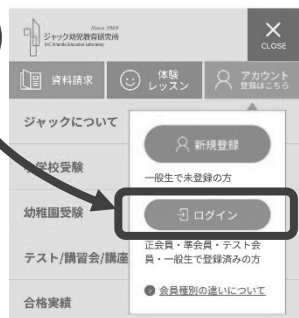 Since 1969
ジャック幼児教育研究所
JAC Infantile Education Laboratory
CLOSE
資料請求
体験
レッスン
アカウント
登録はこちら
ジャックについて
新規登録
小学校受験
一般生で未登録の方
幼稚園受験
ログイン
正会員・準会員・テスト会
員・一般生で登録済みの方
テスト/講習会/講座
会員種別の違いについて
合格実績